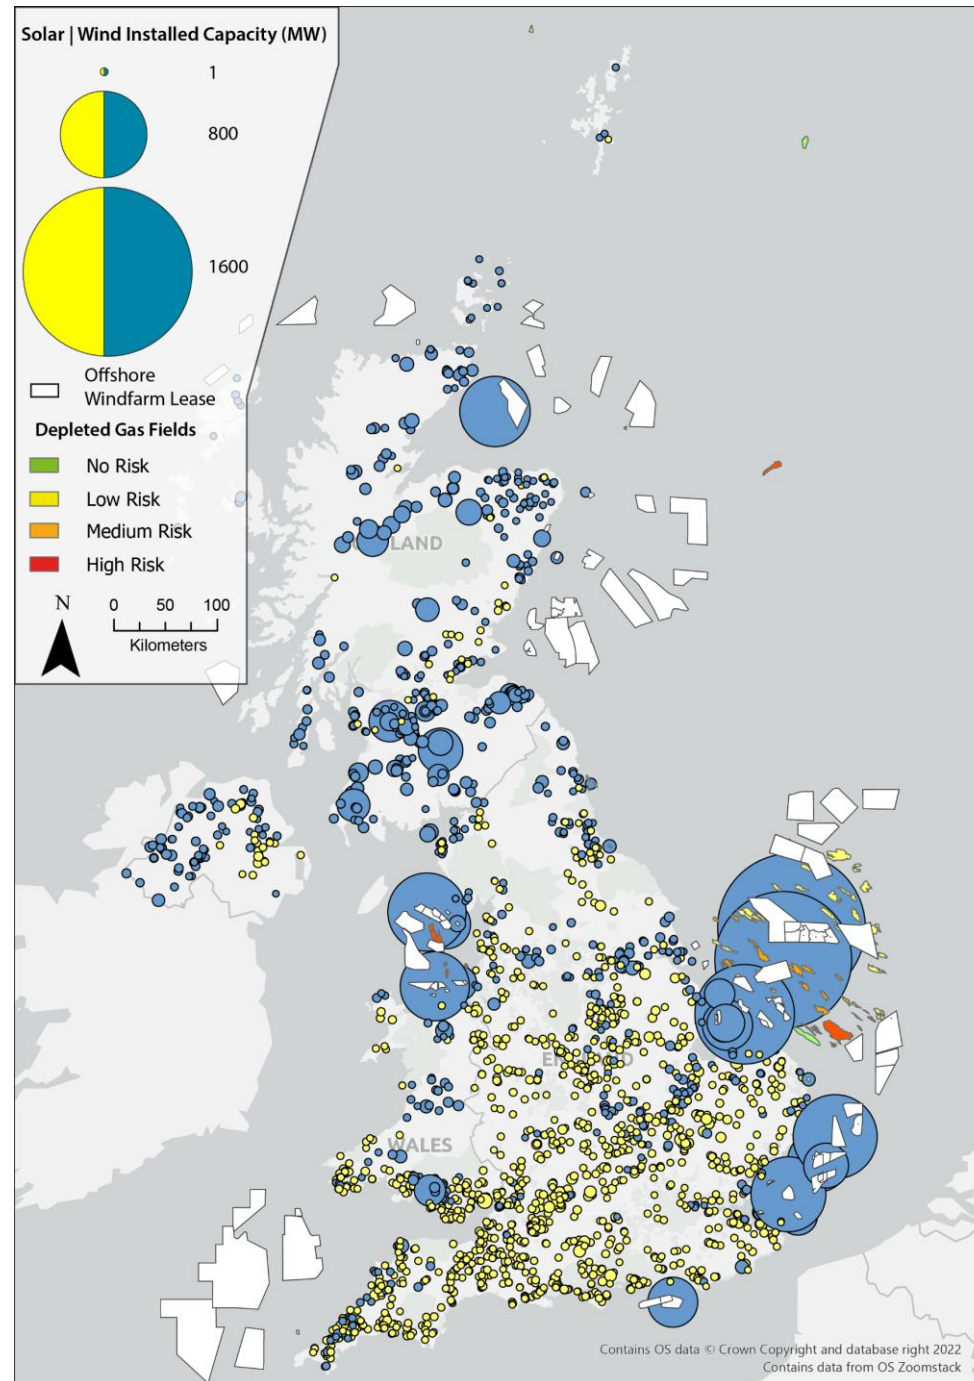 Solar | Wind Installed Capacity (MW)
1
800
1600
Offshore
Windfarm Lease
Depleted Gas Fields
No Risk
Low Risk
Medium Risk
High Risk
N
0 50 100
Kilometers
WALES
Contains OS data © Crown Copyright and database right 2022
Contains data from OS Zoomstack